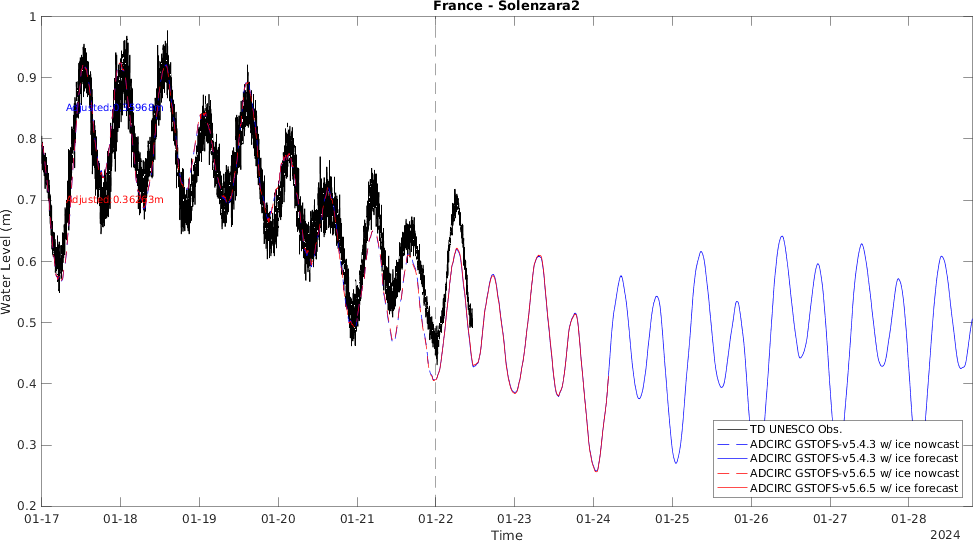 France - Solenzara2
Water Level (m)
1
0.9
0.8
0.7
0.6
0.5
0.4
0.3
0.2
Adjusted:
Adjusted:
TD UNESCO Obs.
ADCIRC GSTOFS-v5.4.3 w/ ice nowcast
ADCIRC GSTOFS-v5.4.3 w/ ice forecast
ADCIRC GSTOFS-v5.6.5 w/ ice nowcast
ADCIRC GSTOFS-v5.6.5 w/ ice forecast
01-17 01-18 01-19 01-20 01-21 01-22 01-23 01-24 01-25 01-26 01-27 01-28
Time
2024